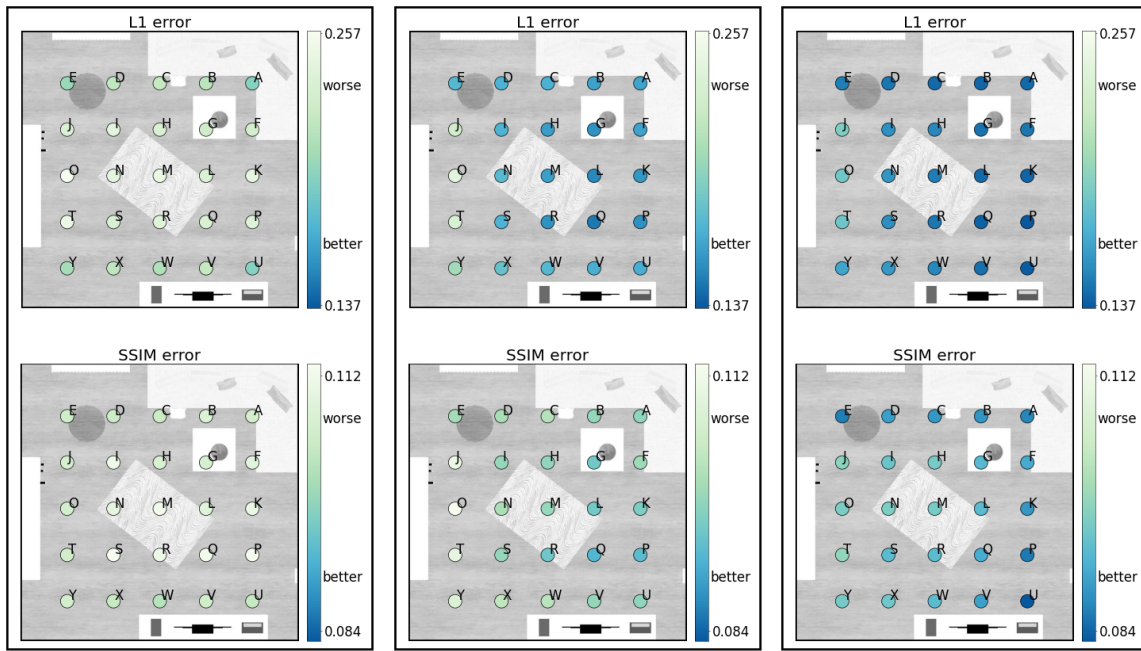 L1 error
0.257
worse
E D C B A
J I H G F
O N M L K
T S R Q P
better
Y X W V U
0.137
SSIM error
0.112
worse
E D C B A
J I H G F
O N M L K
T S R Q P
better
Y X W V U
0.084
L1 error
0.257
worse
E D C B A
J I H G F
O N M L K
T S R Q P
better
Y X W V U
0.137
SSIM error
0.112
worse
E D C B A
J I H G F
O N M L K
T S R Q P
better
Y X W V U
0.084
L1 error
0.257
worse
E D C B A
J I H G F
O N M L K
T S R Q P
better
Y X W V U
0.137
SSIM error
0.112
worse
E D C B A
J I H G F
O N M L K
T S R Q P
better
Y X W V U
0.084